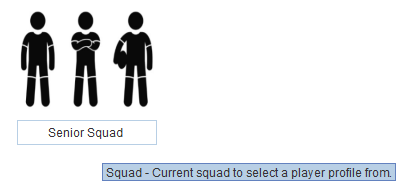 Senior Squad
Squad - Current squad to select a player profile from.